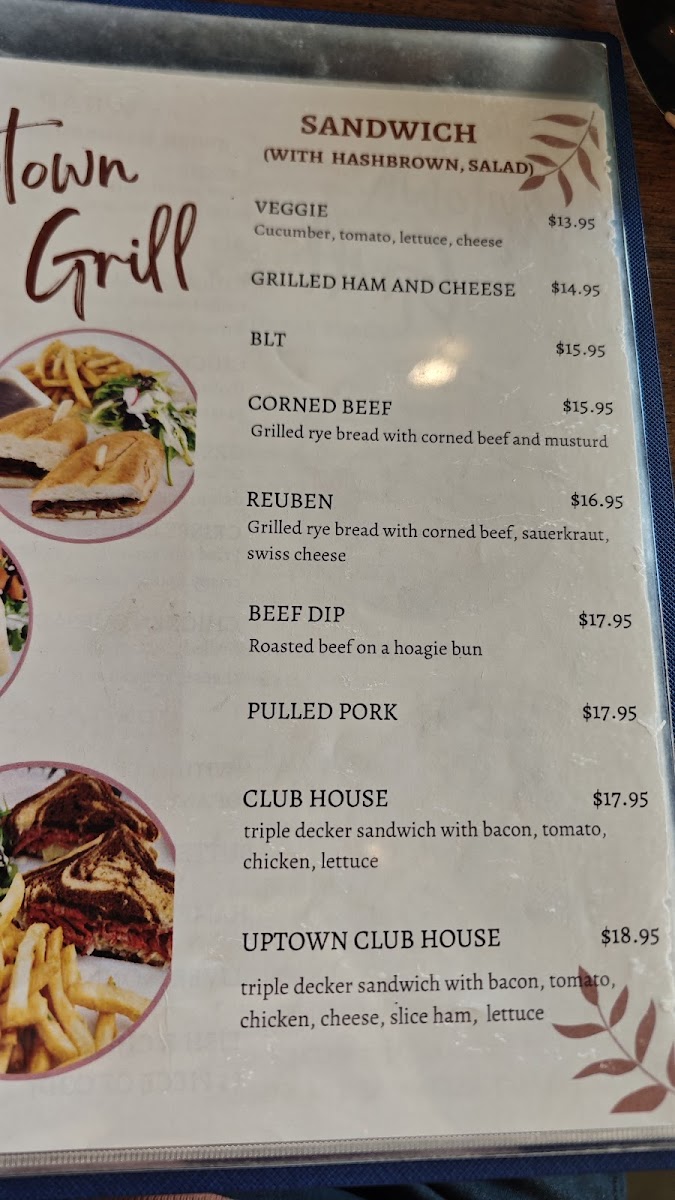 town
Grill
SANDWICH
(WITH HASHBROWN, SALAD)
VEGGIE $13.95
Cucumber, tomato, lettuce, cheese
GRILLED HAM AND CHEESE $14.95
BLT $15.95
CORNED BEEF $15.95
Grilled rye bread with corned beef and musturd
REUBEN $16.95
Grilled rye bread with corned beef, sauerkraut,
swiss cheese
BEEF DIP $17.95
Roasted beef on a hoagie bun
PULLED PORK $17.95
CLUB HOUSE $17.95
triple decker sandwich with bacon, tomato,
chicken, lettuce
UPTOWN CLUB HOUSE $18.95
triple decker sandwich with bacon, tomato,
chicken, cheese, slice ham, lettuce